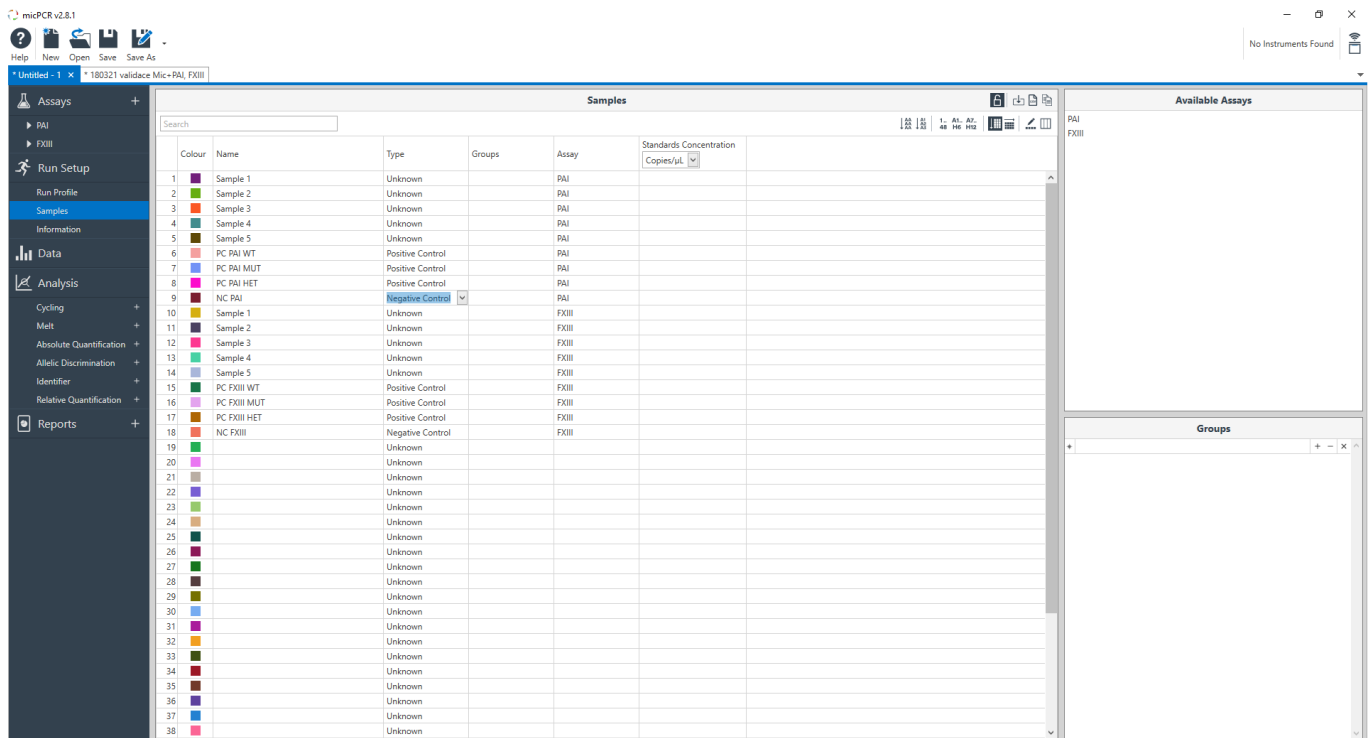 micPCR v2.8.1
Help New Open Save Save As
No Instruments Found
* Untitled - 1 × * 180321 validace Mic+PAI, FXIII
Assays +
PAI
FXIII
Run Setup
Run Profile
Samples
Information
Data
Analysis
Cycling +
Melt +
Absolute Quantification +
Allelic Discrimination +
Identifier +
Relative Quantification +
Reports +
Samples
Search
Colour Name Type Groups Assay Standards Concentration
Copies/µL
1 Sample 1 Unknown PAI
2 Sample 2 Unknown PAI
3 Sample 3 Unknown PAI
4 Sample 4 Unknown PAI
5 Sample 5 Unknown PAI
6 PC PAI WT Positive Control PAI
7 PC PAI MUT Positive Control PAI
8 PC PAI HET Positive Control PAI
9 NC PAI Negative Control PAI
10 Sample 1 Unknown FXIII
11 Sample 2 Unknown FXIII
12 Sample 3 Unknown FXIII
13 Sample 4 Unknown FXIII
14 Sample 5 Unknown FXIII
15 PC FXIII WT Positive Control FXIII
16 PC FXIII MUT Positive Control FXIII
17 PC FXIII HET Positive Control FXIII
18 NC FXIII Negative Control FXIII
19 Unknown
20 Unknown
21 Unknown
22 Unknown
23 Unknown
24 Unknown
25 Unknown
26 Unknown
27 Unknown
28 Unknown
29 Unknown
30 Unknown
31 Unknown
32 Unknown
33 Unknown
34 Unknown
35 Unknown
36 Unknown
37 Unknown
38 Unknown
Available Assays
PAI
FXIII
Groups
+ − ×